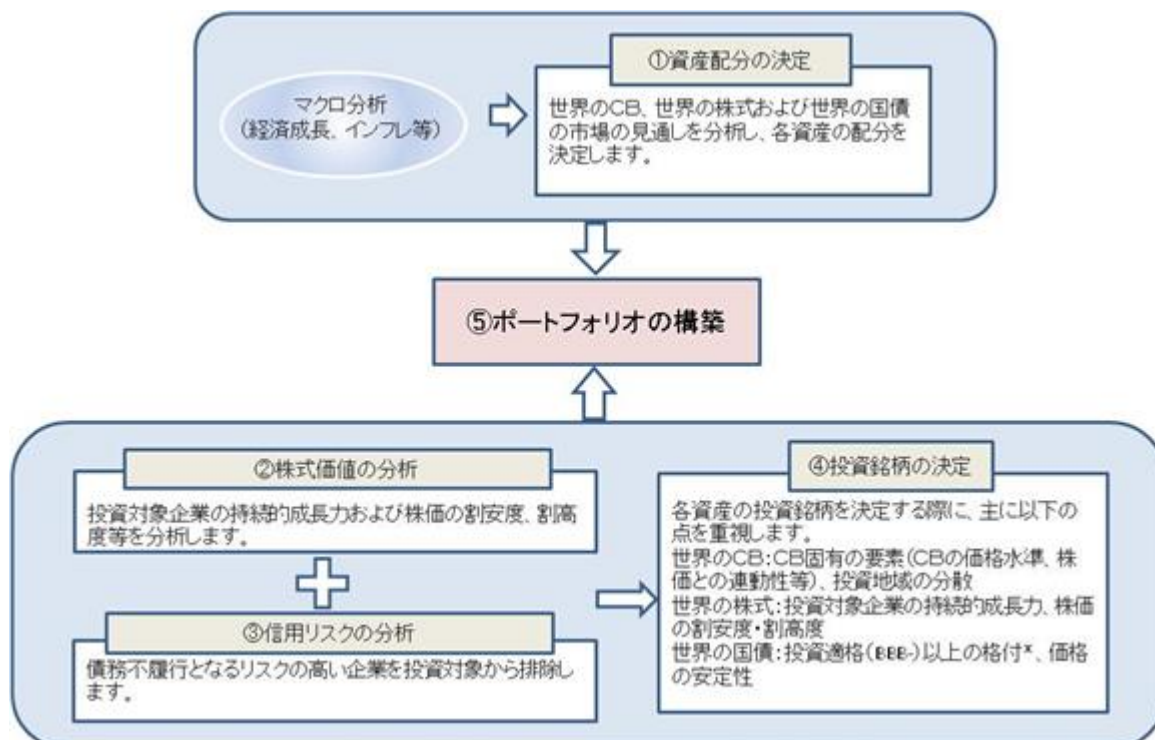 マクロ分析
(経済成長、インフレ等)
①資産配分の決定
世界のCB、世界の株式および世界の国債
の市場の見通しを分析し、各資産の配分を
決定します。
⑤ポートフォリオの構築
②株式価値の分析
投資対象企業の持続的成長力および株価の割安度、割高
度等を分析します。
③信用リスクの分析
債務不履行となるリスクの高い企業を投資対象から排除し
ます。
④投資銘柄の決定
各資産の投資銘柄を決定する際に、主に以下の
点を重視します。
世界のCB:CB固有の要素(CBの価格水準、株
価との連動性等)、投資地域の分散
世界の株式:投資対象企業の持続的成長力、株価
の割安度・割高度
世界の国債:投資適格(BBB-)以上の格付*、価格
の安定性